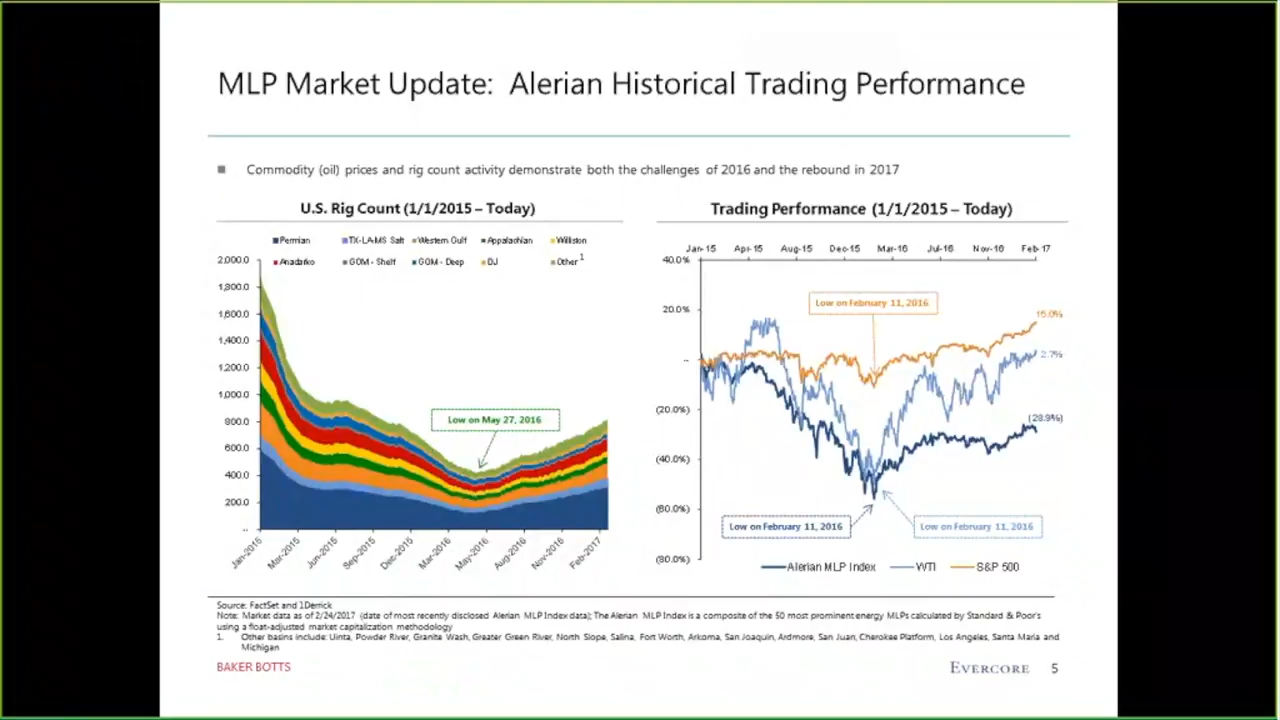 MLP Market Update: Alerian Historical Trading Performance
Commodity (oil) prices and rig count activity demonstrate both the challenges of 2016 and the rebound in 2017
U.S. Rig Count (1/1/2015 – Today)
Permian TX-LA-MS Salt Western Gulf Appalachian Williston
Anadarko GOM - Shelf GOM - Deep DJ Other 1
2,000.0
1,800.0
1,600.0
1,400.0
1,200.0
1,000.0
800.0
600.0
400.0
200.0
--
Low on May 27, 2016
Jan-2015 Mar-2015 Jun-2015 Sep-2015 Dec-2015 Mar-2016 May-2016 Aug-2016 Nov-2016 Feb-2017
Trading Performance (1/1/2015 – Today)
Jan-15 Apr-15 Aug-15 Dec-15 Mar-16 Jul-16 Nov-16 Feb-17
40.0%
20.0%
--
(20.0%)
(40.0%)
(60.0%)
(80.0%)
Low on February 11, 2016
15.0%
2.7%
(28.9%)
Low on February 11, 2016
Low on February 11, 2016
Alerian MLP Index WTI S&P 500
Source: FactSet and 1Derrick
Note: Market data as of 2/24/2017 (date of most recently disclosed Alerian MLP Index data); The Alerian MLP Index is a composite of the 50 most prominent energy MLPs calculated by Standard & Poor's
using a float-adjusted market capitalization methodology
1. Other basins include: Uinta, Powder River, Granite Wash, Greater Green River, North Slope, Salina, Fort Worth, Arkoma, San Joaquin, Ardmore, San Juan, Cherokee Platform, Los Angeles, Santa Maria and
Michigan
BAKER BOTTS
EVERCORE 5